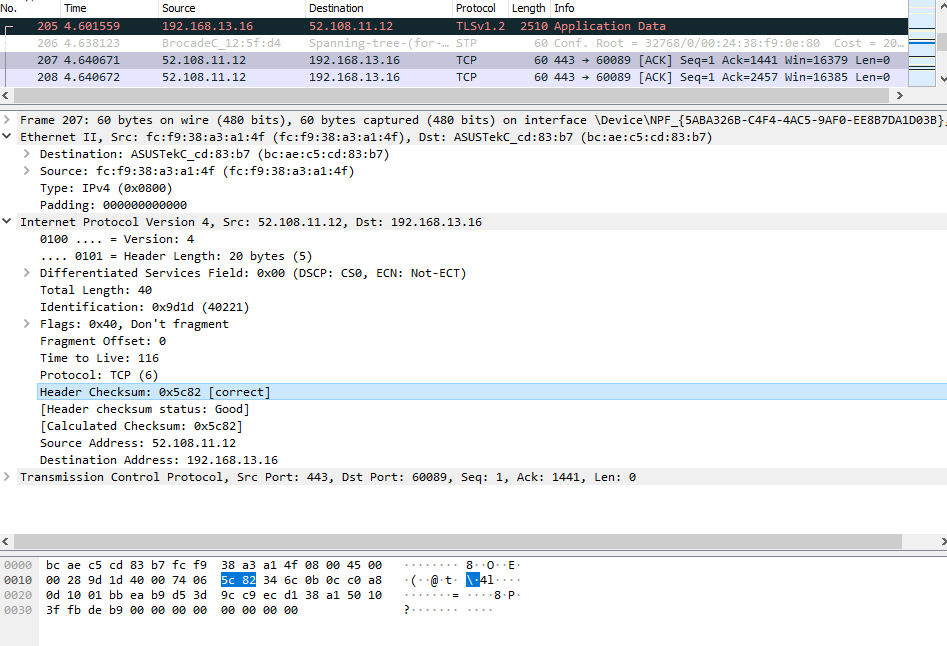 No. Time Source Destination Protocol Length Info
205 4.601559 192.168.13.16 52.108.11.12 TLSv1.2 2510 Application Data
206 4.638123 BrocadeC_12:5f:d4 Spanning-tree-(for-… STP 60 Conf. Root = 32768/0/00:24:38:f9:0e:80 Cost = 20…
207 4.640671 52.108.11.12 192.168.13.16 TCP 60 443 → 60089 [ACK] Seq=1 Ack=1441 Win=16379 Len=0
208 4.640672 52.108.11.12 192.168.13.16 TCP 60 443 → 60089 [ACK] Seq=1 Ack=2457 Win=16385 Len=0
Frame 207: 60 bytes on wire (480 bits), 60 bytes captured (480 bits) on interface \Device\NPF_{5ABA326B-C4F4-4AC5-9AF0-EE8B7DA1D03B},
Ethernet II, Src: fc:f9:38:a3:a1:4f (fc:f9:38:a3:a1:4f), Dst: ASUSTekC_cd:83:b7 (bc:ae:c5:cd:83:b7)
Destination: ASUSTekC_cd:83:b7 (bc:ae:c5:cd:83:b7)
Source: fc:f9:38:a3:a1:4f (fc:f9:38:a3:a1:4f)
Type: IPv4 (0x0800)
Padding: 000000000000
Internet Protocol Version 4, Src: 52.108.11.12, Dst: 192.168.13.16
0100 .... = Version: 4
.... 0101 = Header Length: 20 bytes (5)
Differentiated Services Field: 0x00 (DSCP: CS0, ECN: Not-ECT)
Total Length: 40
Identification: 0x9d1d (40221)
Flags: 0x40, Don't fragment
Fragment Offset: 0
Time to Live: 116
Protocol: TCP (6)
Header Checksum: 0x5c82 [correct]
[Header checksum status: Good]
[Calculated Checksum: 0x5c82]
Source Address: 52.108.11.12
Destination Address: 192.168.13.16
Transmission Control Protocol, Src Port: 443, Dst Port: 60089, Seq: 1, Ack: 1441, Len: 0
0000 bc ae c5 cd 83 b7 fc f9 38 a3 a1 4f 08 00 45 00 ········ 8··O··E·
0010 00 28 9d 1d 40 00 74 06 5c 82 34 6c 0b 0c c0 a8 ·(··@·t· \·4l····
0020 0d 10 01 bb ea b9 d5 3d 9c c9 ec d1 38 a1 50 10 ·······= ····8·P·
0030 3f fb de b9 00 00 00 00 00 00 00 00 ?······· ····